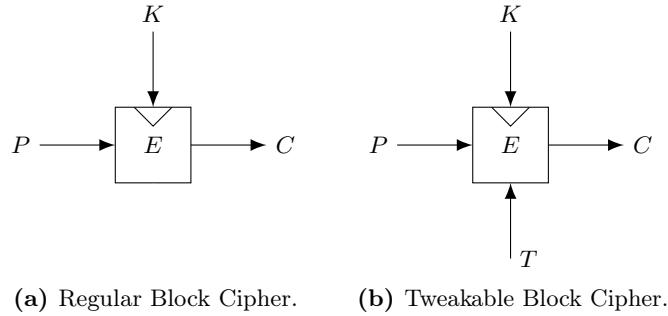 K
K
P
E
C
P
E
C
T
(a) Regular Block Cipher.
(b) Tweakable Block Cipher.